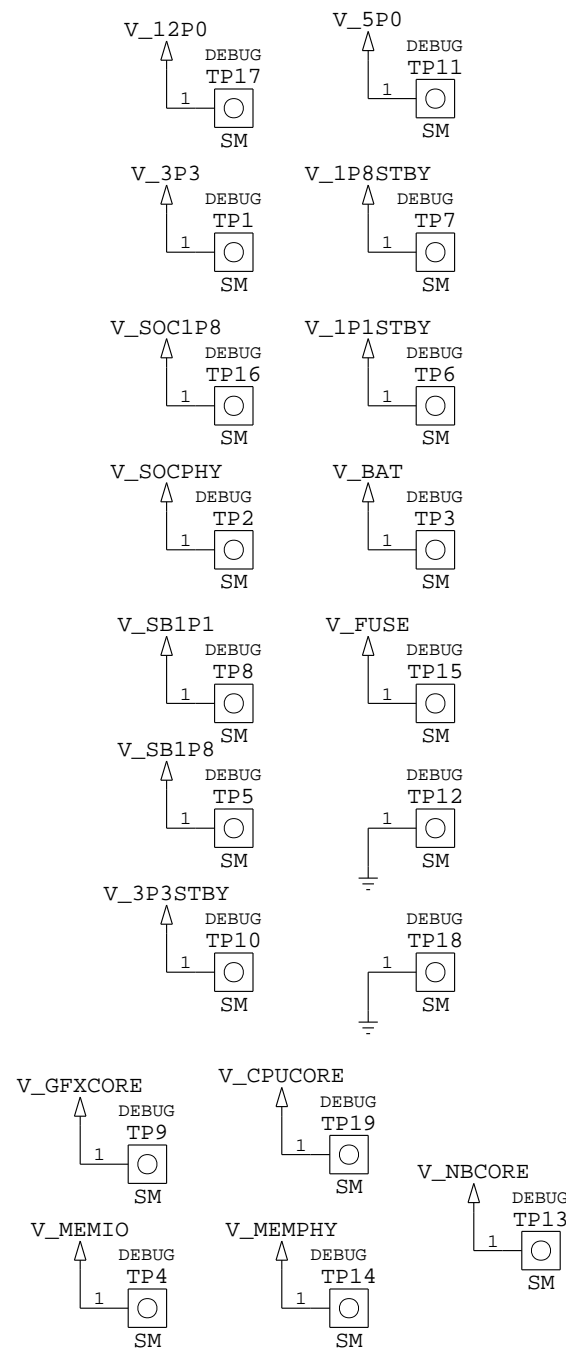 V_12P0
DEBUG
TP17
1
SM
V_5P0
DEBUG
TP11
1
SM
V_3P3
DEBUG
TP1
1
SM
V_1P8STBY
DEBUG
TP7
1
SM
V_SOC1P8
DEBUG
TP16
1
SM
V_1P1STBY
DEBUG
TP6
1
SM
V_SOCPHY
DEBUG
TP2
1
SM
V_BAT
DEBUG
TP3
1
SM
V_SB1P1
DEBUG
TP8
1
SM
V_FUSE
DEBUG
TP15
1
SM
V_SB1P8
DEBUG
TP5
1
SM
DEBUG
TP12
1
SM
V_3P3STBY
DEBUG
TP10
1
SM
DEBUG
TP18
1
SM
V_GFXCORE
DEBUG
TP9
1
SM
V_CPUCORE
DEBUG
TP19
1
SM
V_NBCORE
DEBUG
TP13
1
SM
V_MEMIO
DEBUG
TP4
1
SM
V_MEMPHY
DEBUG
TP14
1
SM